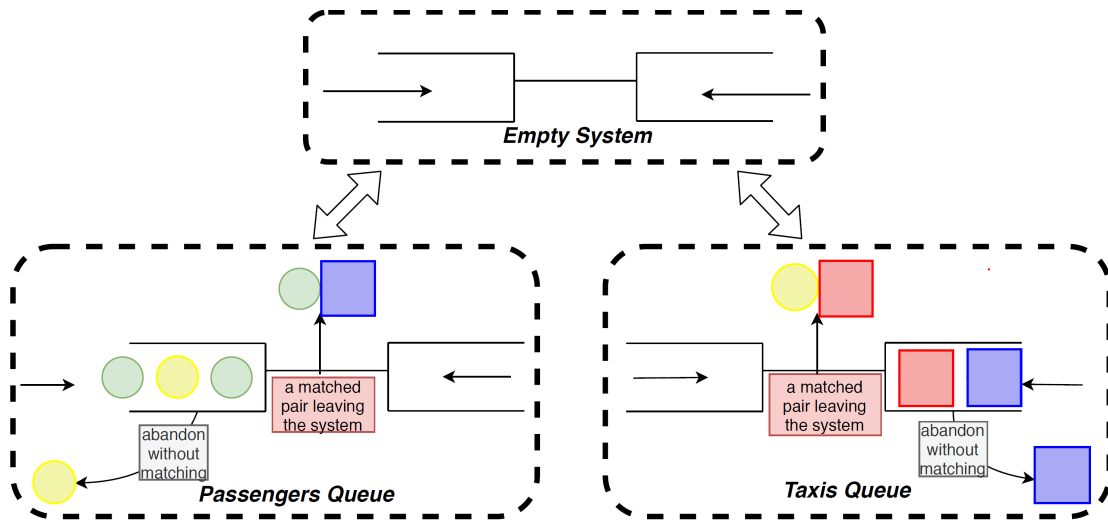 Empty System
a matched
pair leaving
the system
abandon
without
matching
Passengers Queue
a matched
pair leaving
the system
abandon
without
matching
Taxis Queue